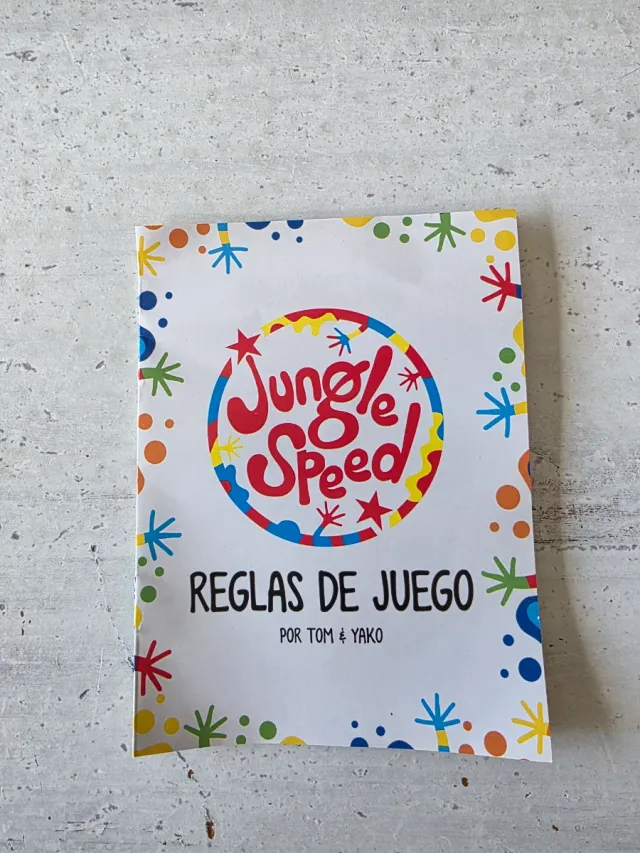 Jungle
Speed
REGLAS DE JUEGO
POR TOM & YAKO